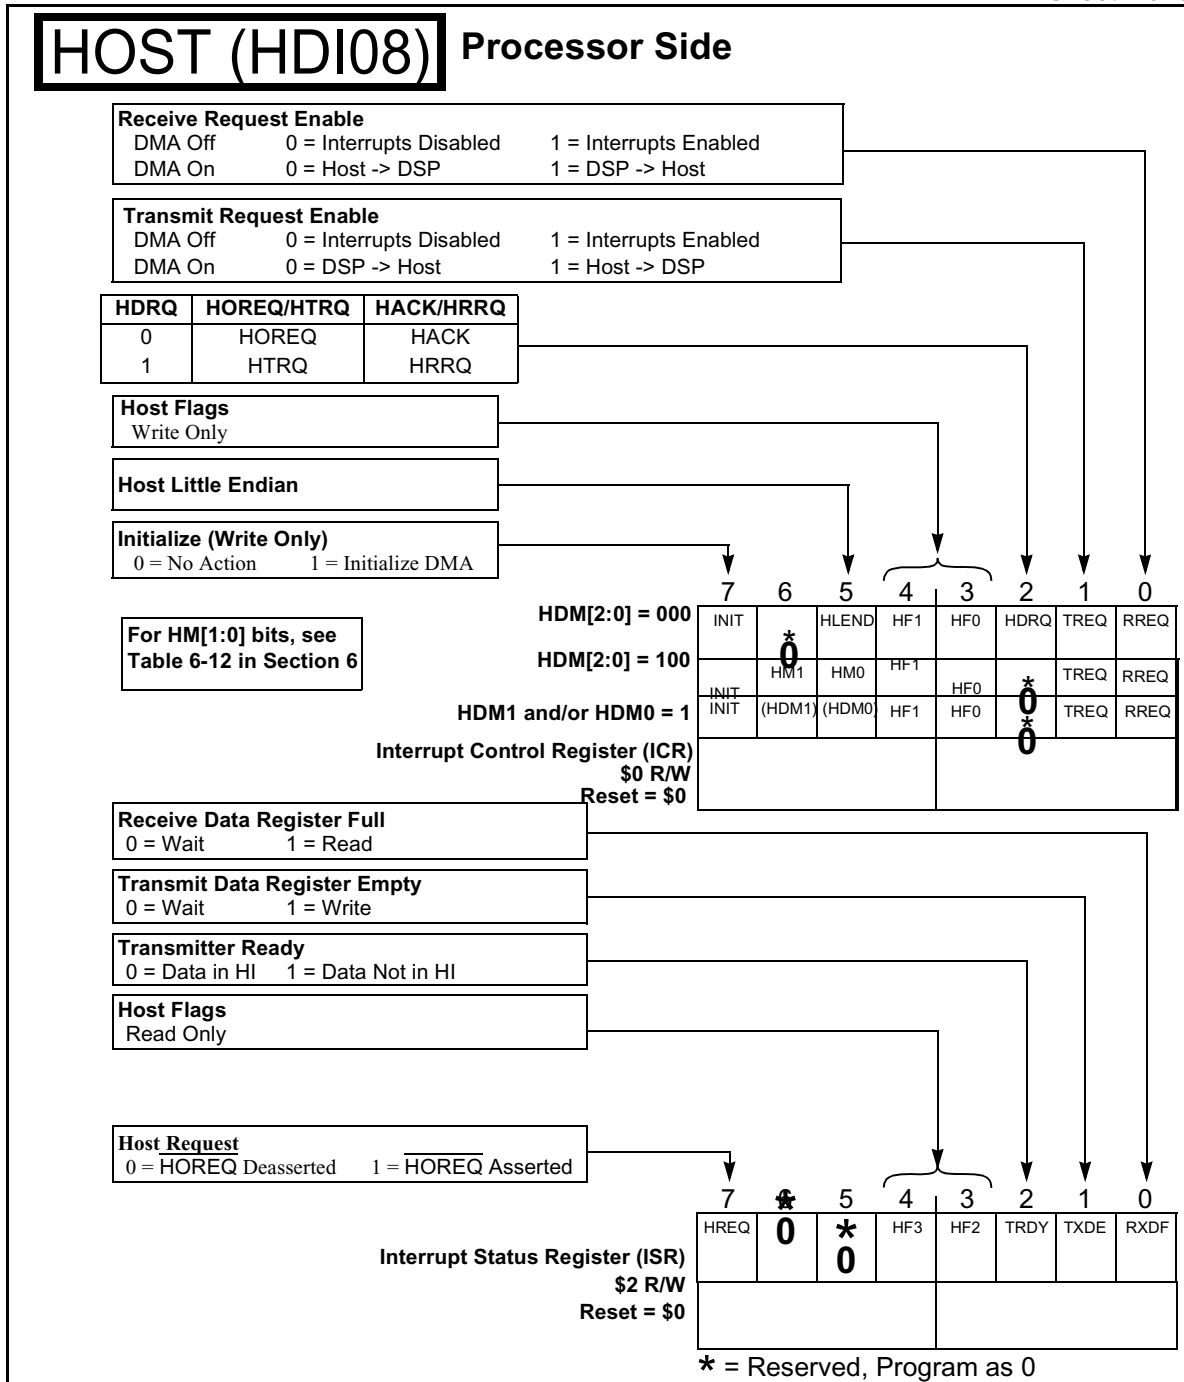 HOST (HDI08) Processor Side
Receive Request Enable
DMA Off 0 = Interrupts Disabled 1 = Interrupts Enabled
DMA On 0 = Host -> DSP 1 = DSP -> Host
Transmit Request Enable
DMA Off 0 = Interrupts Disabled 1 = Interrupts Enabled
DMA On 0 = DSP -> Host 1 = Host -> DSP
HDRQ HOREQ/HTRQ HACK/HRRQ
0 HOREQ HACK
1 HTRQ HRRQ
Host Flags
Write Only
Host Little Endian
Initialize (Write Only)
0 = No Action 1 = Initialize DMA
7 6 5 4 3 2 1 0
For HM[1:0] bits, see
Table 6-12 in Section 6
HDM[2:0] = 000 INIT *0 HLEND HF1 HF0 HDRQ TREQ RREQ
HDM[2:0] = 100 INIT HM1 HM0 HF1 HF0 *0 TREQ RREQ
HDM1 and/or HDM0 = 1 INIT (HDM1) (HDM0) HF1 HF0 *0 TREQ RREQ
Interrupt Control Register (ICR)
$0 R/W
Reset = $0
Receive Data Register Full
0 = Wait 1 = Read
Transmit Data Register Empty
0 = Wait 1 = Write
Transmitter Ready
0 = Data in HI 1 = Data Not in HI
Host Flags
Read Only
Host Request
0 = HOREQ Deasserted 1 = HOREQ Asserted
7 6 5 4 3 2 1 0
HREQ *0 *0 HF3 HF2 TRDY TXDE RXDF
Interrupt Status Register (ISR)
$2 R/W
Reset = $0
* = Reserved, Program as 0